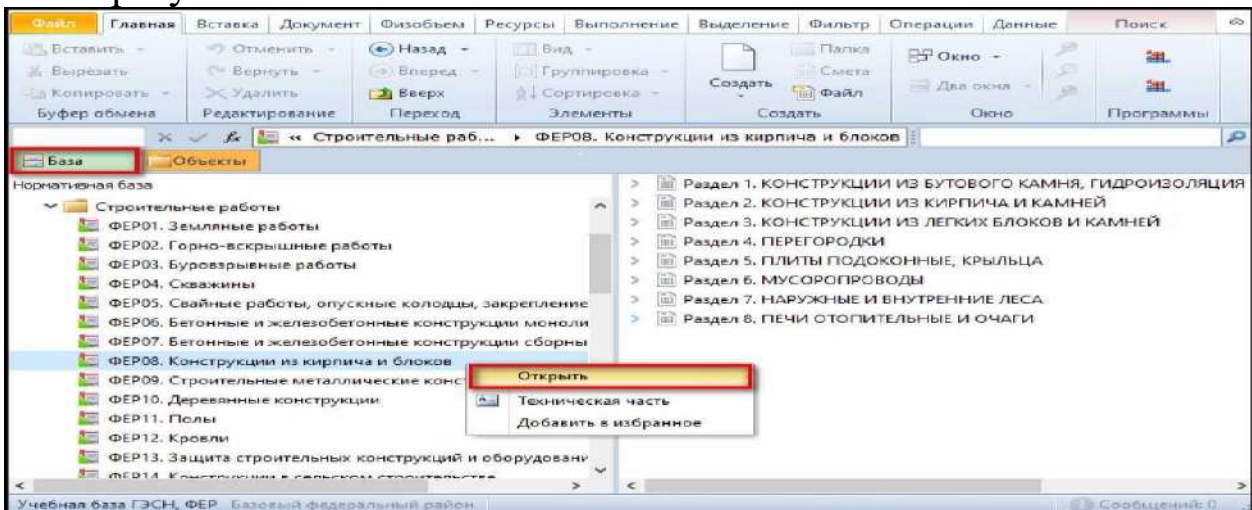 Файл Главная Вставка Документ Физобъем Ресурсы Выполнение Выделение Фильтр Операции Данные Поиск
Вставить Отменить Назад Вид Папка Окно
Вырезать Вернуть Вперед Группировка Создать Смета
Копировать Удалить Вверх Сортировка Файл Два окна
Буфер обмена Редактирование Переход Элементы Создать Окно Программы
fx « Строительные раб... ФЕР08. Конструкции из кирпича и блоков
База Объекты
Нормативная база
Строительные работы
ФЕР01. Земляные работы
ФЕР02. Горно-вскрышные работы
ФЕР03. Буровзрывные работы
ФЕР04. Скважины
ФЕР05. Свайные работы, опускные колодцы, закрепление
ФЕР06. Бетонные и железобетонные конструкции моноли
ФЕР07. Бетонные и железобетонные конструкции сборны
ФЕР08. Конструкции из кирпича и блоков
ФЕР09. Строительные металлические конс
ФЕР10. Деревянные конструкции
ФЕР11. Полы
ФЕР12. Кровли
ФЕР13. Защита строительных конструкций и оборудовани
ФЕР14. Конструкции в сельском строительстве
Открыть
Техническая часть
Добавить в избранное
Раздел 1. КОНСТРУКЦИИ ИЗ БУТОВОГО КАМНЯ, ГИДРОИЗОЛЯЦИЯ
Раздел 2. КОНСТРУКЦИИ ИЗ КИРПИЧА И КАМНЕЙ
Раздел 3. КОНСТРУКЦИИ ИЗ ЛЕГКИХ БЛОКОВ И КАМНЕЙ
Раздел 4. ПЕРЕГОРОДКИ
Раздел 5. ПЛИТЫ ПОДОКОННЫЕ, КРЫЛЬЦА
Раздел 6. МУСОРОПРОВОДЫ
Раздел 7. НАРУЖНЫЕ И ВНУТРЕННИЕ ЛЕСА
Раздел 8. ПЕЧИ ОТОПИТЕЛЬНЫЕ И ОЧАГИ
Учебная база ГЭСН, ФЕР Базовый федеральный район Сообщений: 0